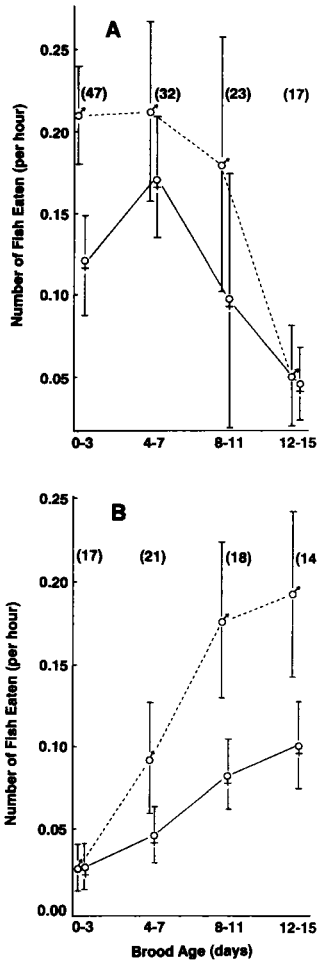 A
0.25
(47) (32) (23) (17)
0.20
0.15
0.10
0.05
Number of Fish Eaten (per hour)
0-3 4-7 8-11 12-15
B
0.25
(17) (21) (18) (14
0.20
0.15
0.10
0.05
0.00
Number of Fish Eaten (per hour)
0-3 4-7 8-11 12-15
Brood Age (days)